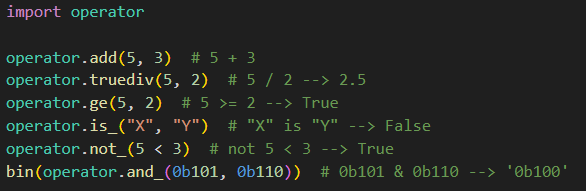 import operator

operator.add(5, 3)  # 5 + 3
operator.truediv(5, 2)  # 5 / 2 --> 2.5
operator.ge(5, 2)  # 5 >= 2 --> True
operator.is_("X", "Y")  # "X" is "Y" --> False
operator.not_(5 < 3)  # not 5 < 3 --> True
bin(operator.and_(0b101, 0b110))  # 0b101 & 0b110 --> '0b100'